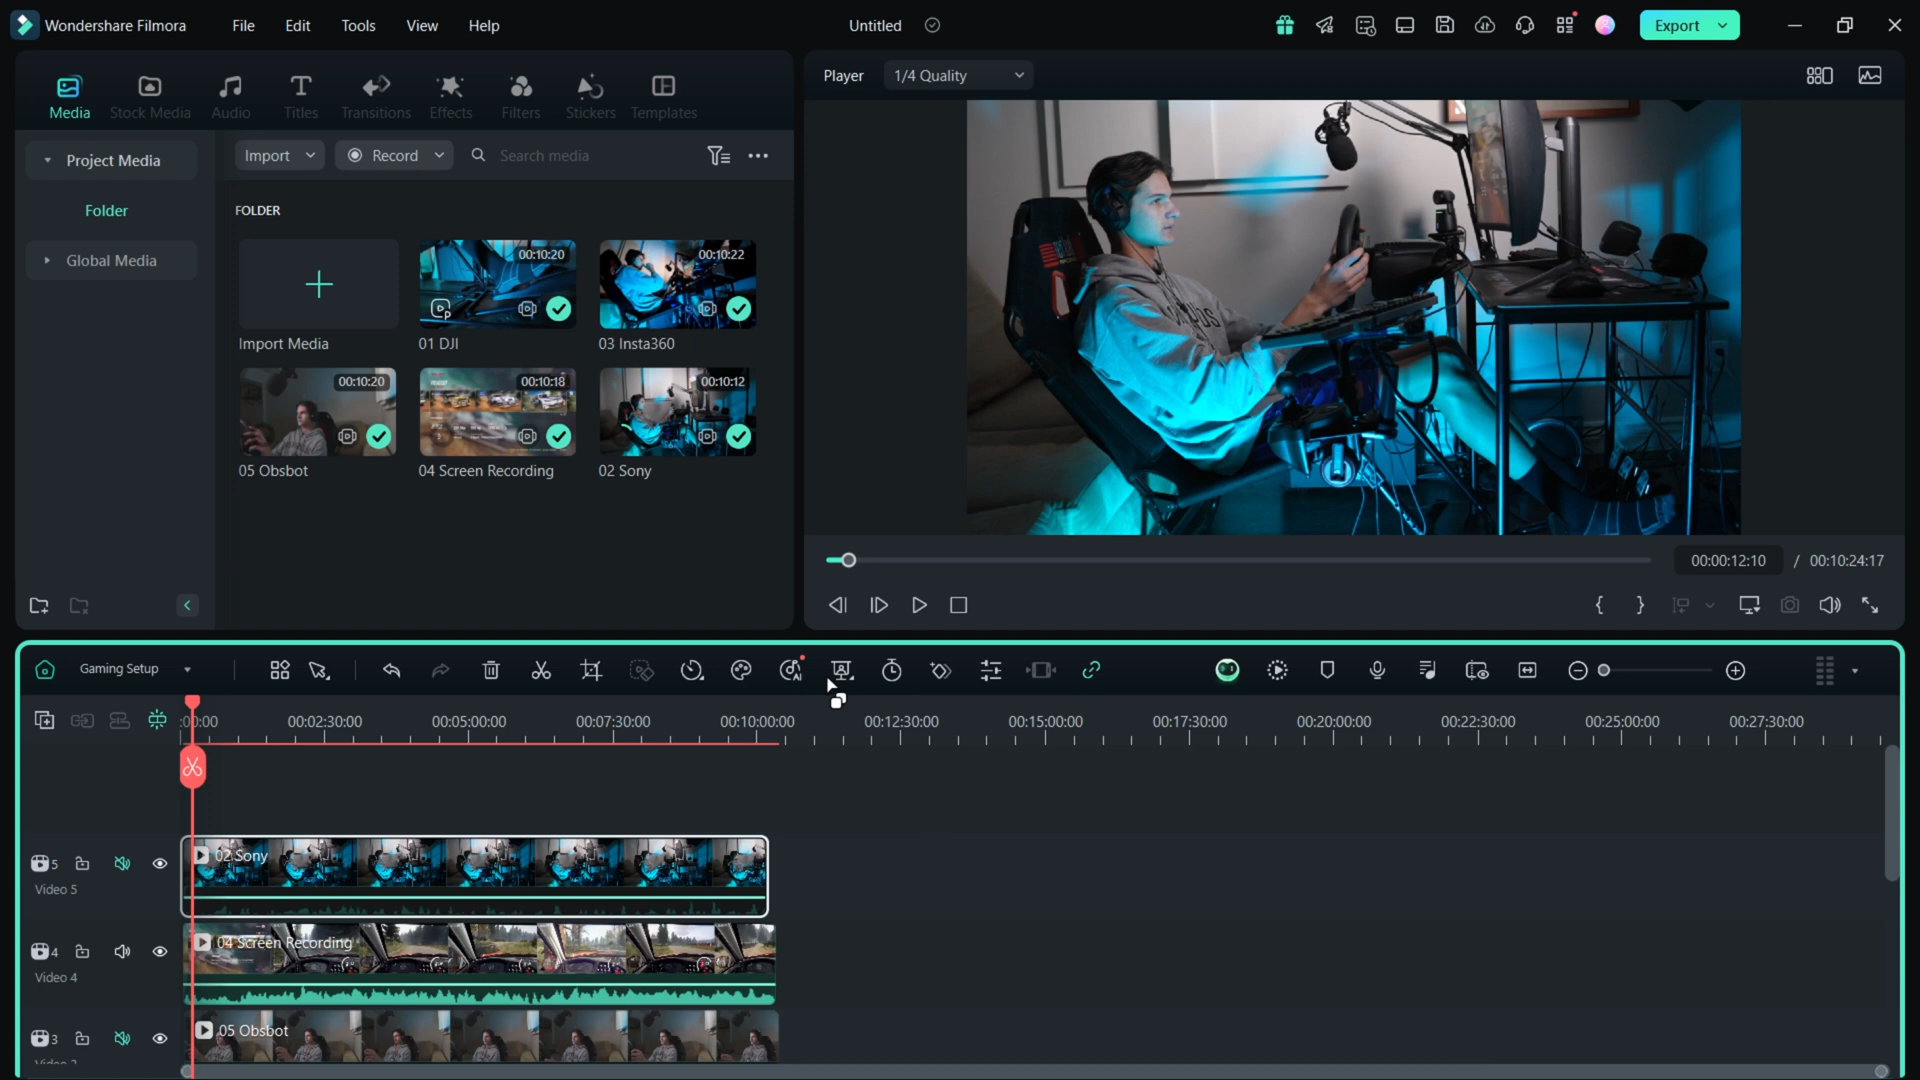 Wondershare Filmora
File
Edit
Tools
View
Help
Untitled
Export
Media
Stock Media
Audio
Titles
Transitions
Effects
Filters
Stickers
Templates
Player
1/4 Quality
Project Media
Folder
Global Media
Import
Record
Search media
FOLDER
Import Media
00:10:20
01 DJI
00:10:22
03 Insta360
00:10:20
05 Obsbot
00:10:18
04 Screen Recording
00:10:12
02 Sony
00:00:12:10 / 00:10:24:17
Gaming Setup
:00:00
00:02:30:00
00:05:00:00
00:07:30:00
00:10:00:00
00:12:30:00
00:15:00:00
00:17:30:00
00:20:00:00
00:22:30:00
00:25:00:00
00:27:30:00
5
Video 5
02 Sony
4
Video 4
04 Screen Recording
3
05 Obsbot